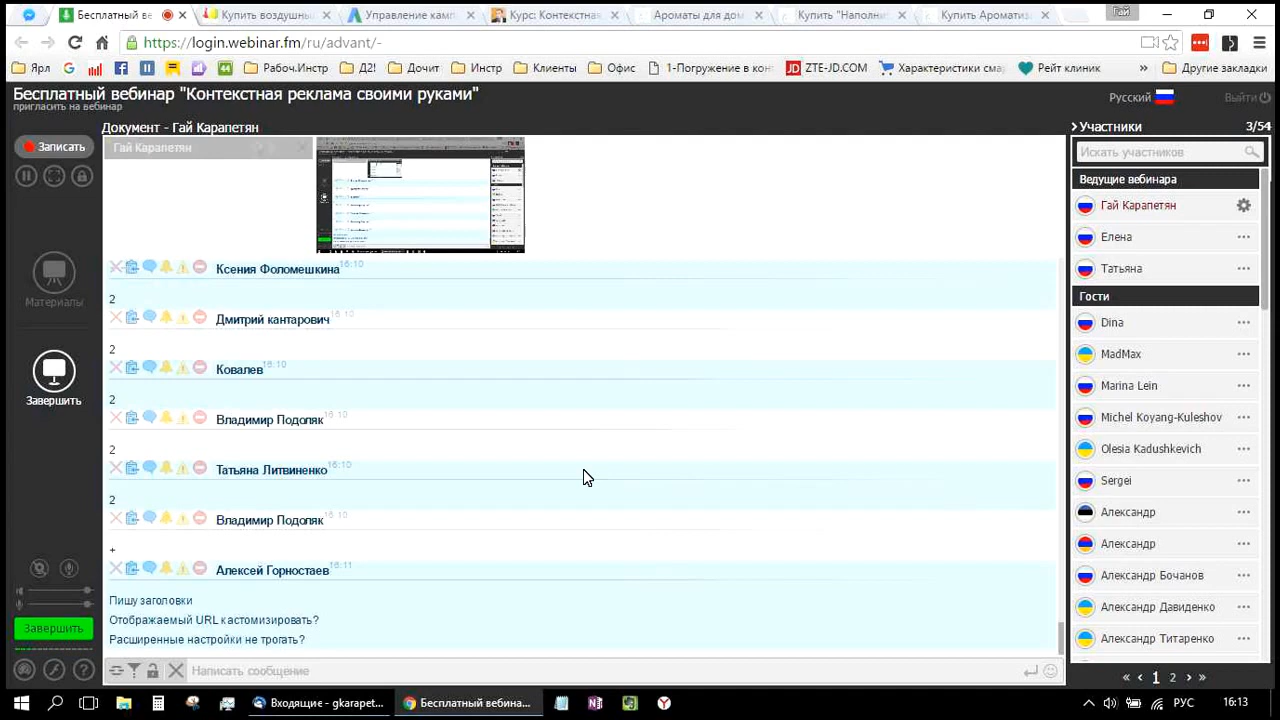 Бесплатный ве
Купить воздушны
Управление камп
Курс: Контекстная
Ароматы для дом
Купить "Наполни
Купить Ароматиз
Гай
https://login.webinar.fm/ru/advant/-
Ярл
44
Рабоч.Инстр
Д2!
Дочит
Инстр
Клиенты
Офис
1-Погружение в кон
JD ZTE-JD.COM
Характеристики сма
Рейт клиник
»
Другие закладки
Бесплатный вебинар "Контекстная реклама своими руками"
пригласить на вебинар
Русский
Выйти
Документ - Гай Карапетян
Участники 3/54
Записать
Гай Карапетян
Искать участников
Ведущие вебинара
Гай Карапетян
Елена
Татьяна
Гости
Dina
MadMax
Marina Lein
Michel Koyang-Kuleshov
Olesia Kadushkevich
Sergei
Александр
Александр
Александр Бочанов
Александр Давиденко
Александр Титаренко
« ‹ 1 2 › »
Материалы
Завершить
Завершить
Ксения Фоломешкина 16:10
2
Дмитрий кантарович 16:10
2
Ковалев 16:10
2
Владимир Подоляк 16:10
2
Татьяна Литвиненко 16:10
2
Владимир Подоляк 16:10
+
Алексей Горностаев 16:11
Пишу заголовки
Отображаемый URL кастомизировать?
Расширенные настройки не трогать?
Написать сообщение
Входящие - gkarapet...
Бесплатный вебина...
РУС
16:13